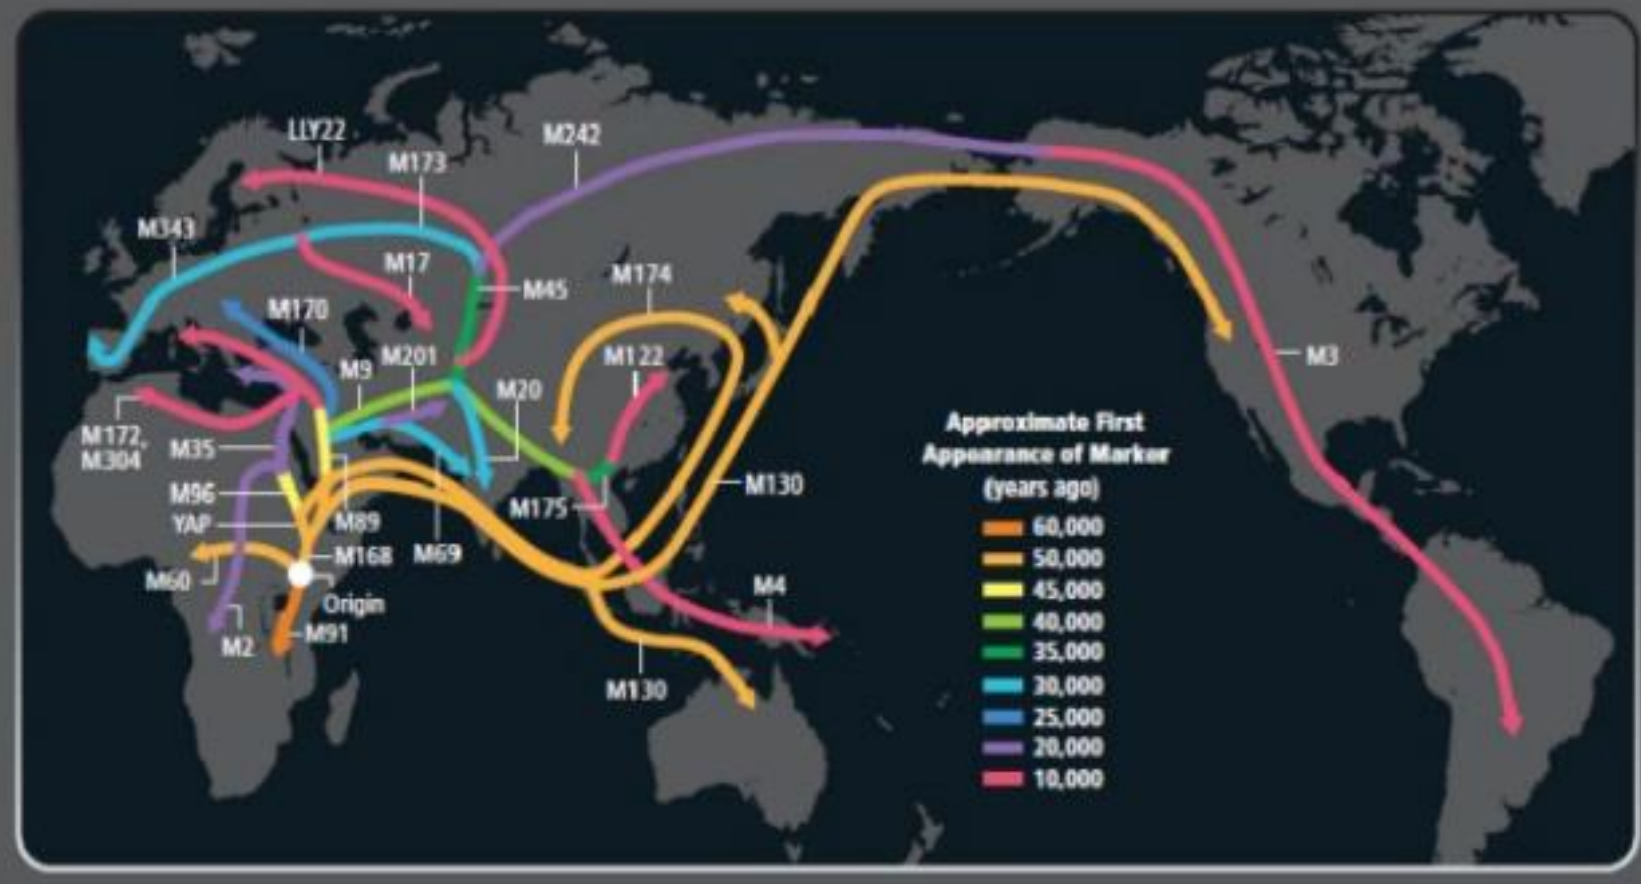 LLY22
M242
M173
M343
M17
M174
M45
M170
M201
M122
M9
M3
M20
M172,
M304
M35
M130
M96
M175
YAP
M89
M168
M69
M60
M4
Origin
M91
M2
M130
Approximate First
Appearance of Marker
(years ago)
60,000
50,000
45,000
40,000
35,000
30,000
25,000
20,000
10,000